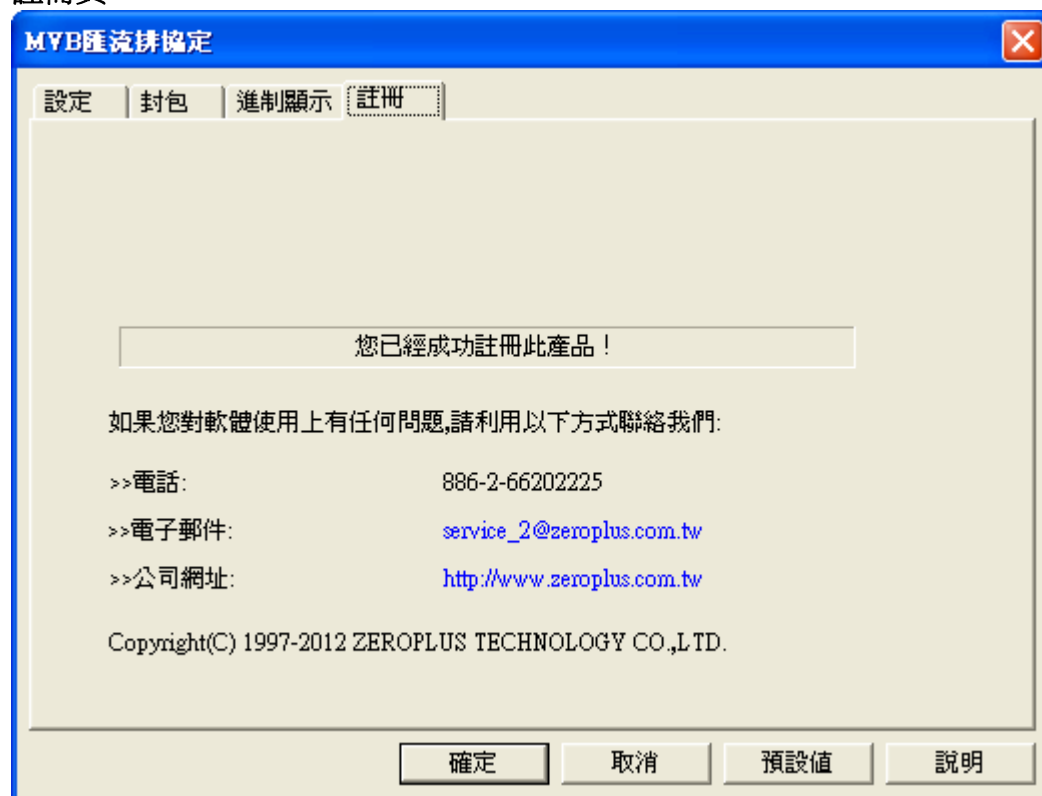 MVB匯流排協定
設定 封包 進制顯示 註冊
您已經成功註冊此產品！
如果您對軟體使用上有任何問題,請利用以下方式聯絡我們:
>>電話: 886-2-66202225
>>電子郵件: service_2@zeroplus.com.tw
>>公司網址: http://www.zeroplus.com.tw
Copyright(C) 1997-2012 ZEROPLUS TECHNOLOGY CO.,LTD.
確定 取消 預設值 說明